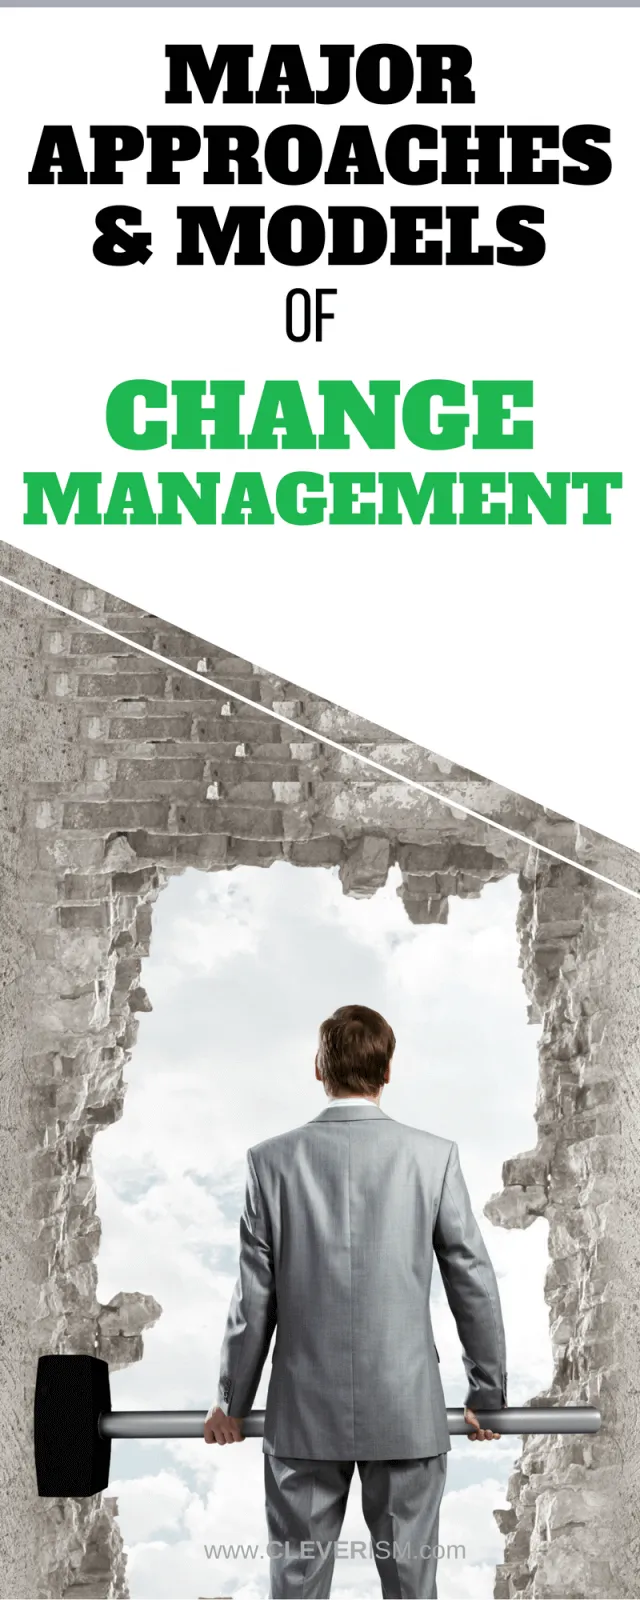 MAJOR
APPROACHES
& MODELS
OF
CHANGE
MANAGEMENT
www.CLEVERISM.com